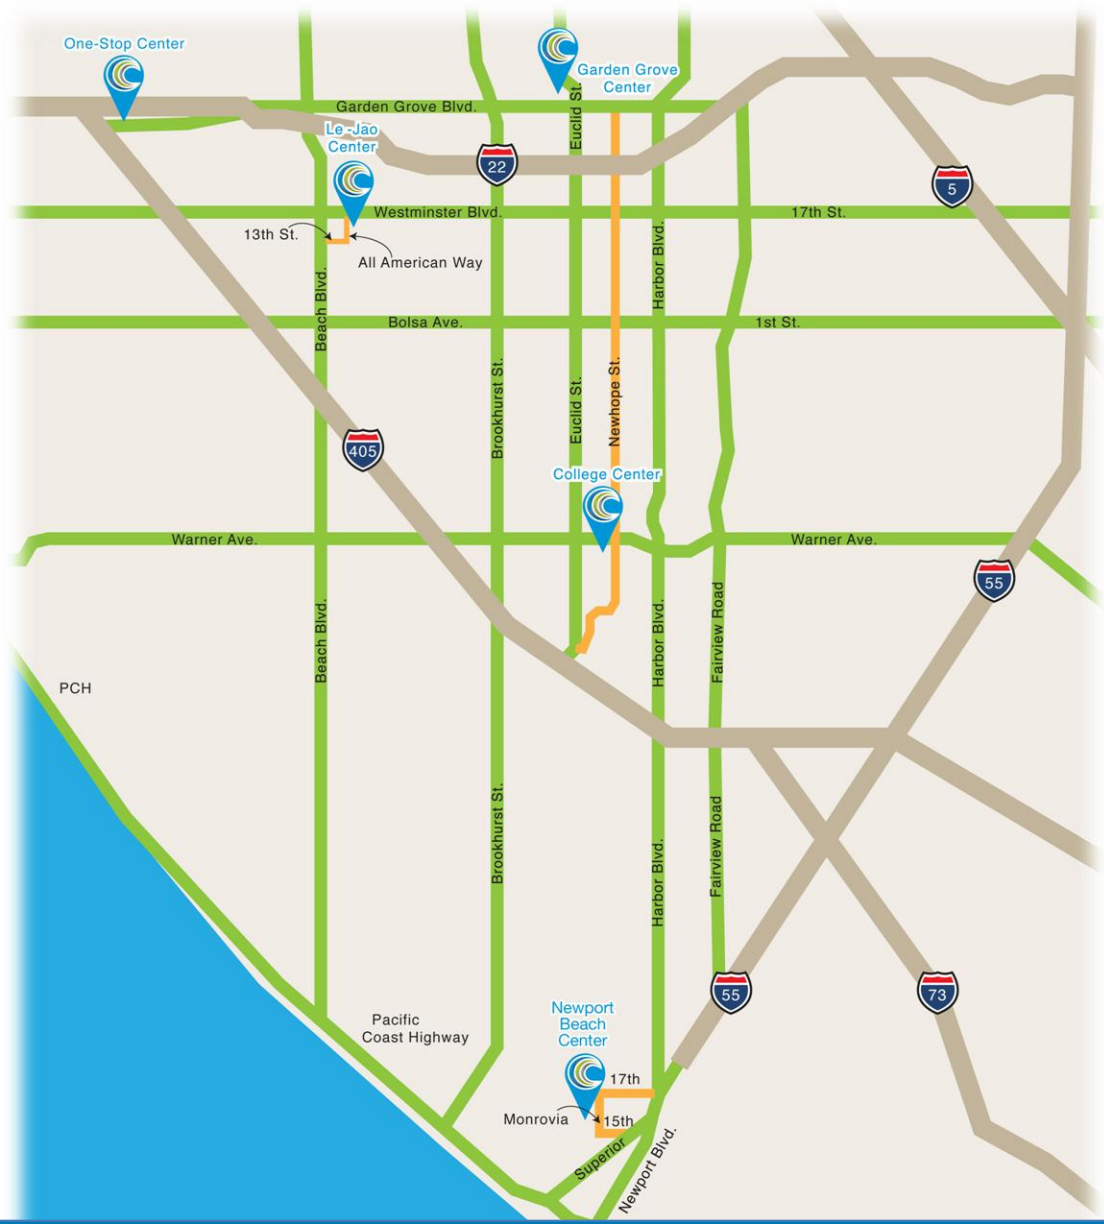 One-Stop Center
Garden Grove
Center
Garden Grove Blvd.
Euclid St.
Le-Jao
Center
22
5
Westminster Blvd.
17th St.
13th St.
All American Way
Harbor Blvd.
Beach Blvd.
Bolsa Ave.
1st St.
Brookhurst St.
Euclid St.
Newhope St.
405
College Center
Warner Ave.
Warner Ave.
55
Beach Blvd.
Harbor Blvd.
Fairview Road
PCH
Brookhurst St.
Harbor Blvd.
Fairview Road
55
73
Pacific
Coast Highway
Newport
Beach
Center
17th
Monrovia
15th
Superior
Newport Blvd.